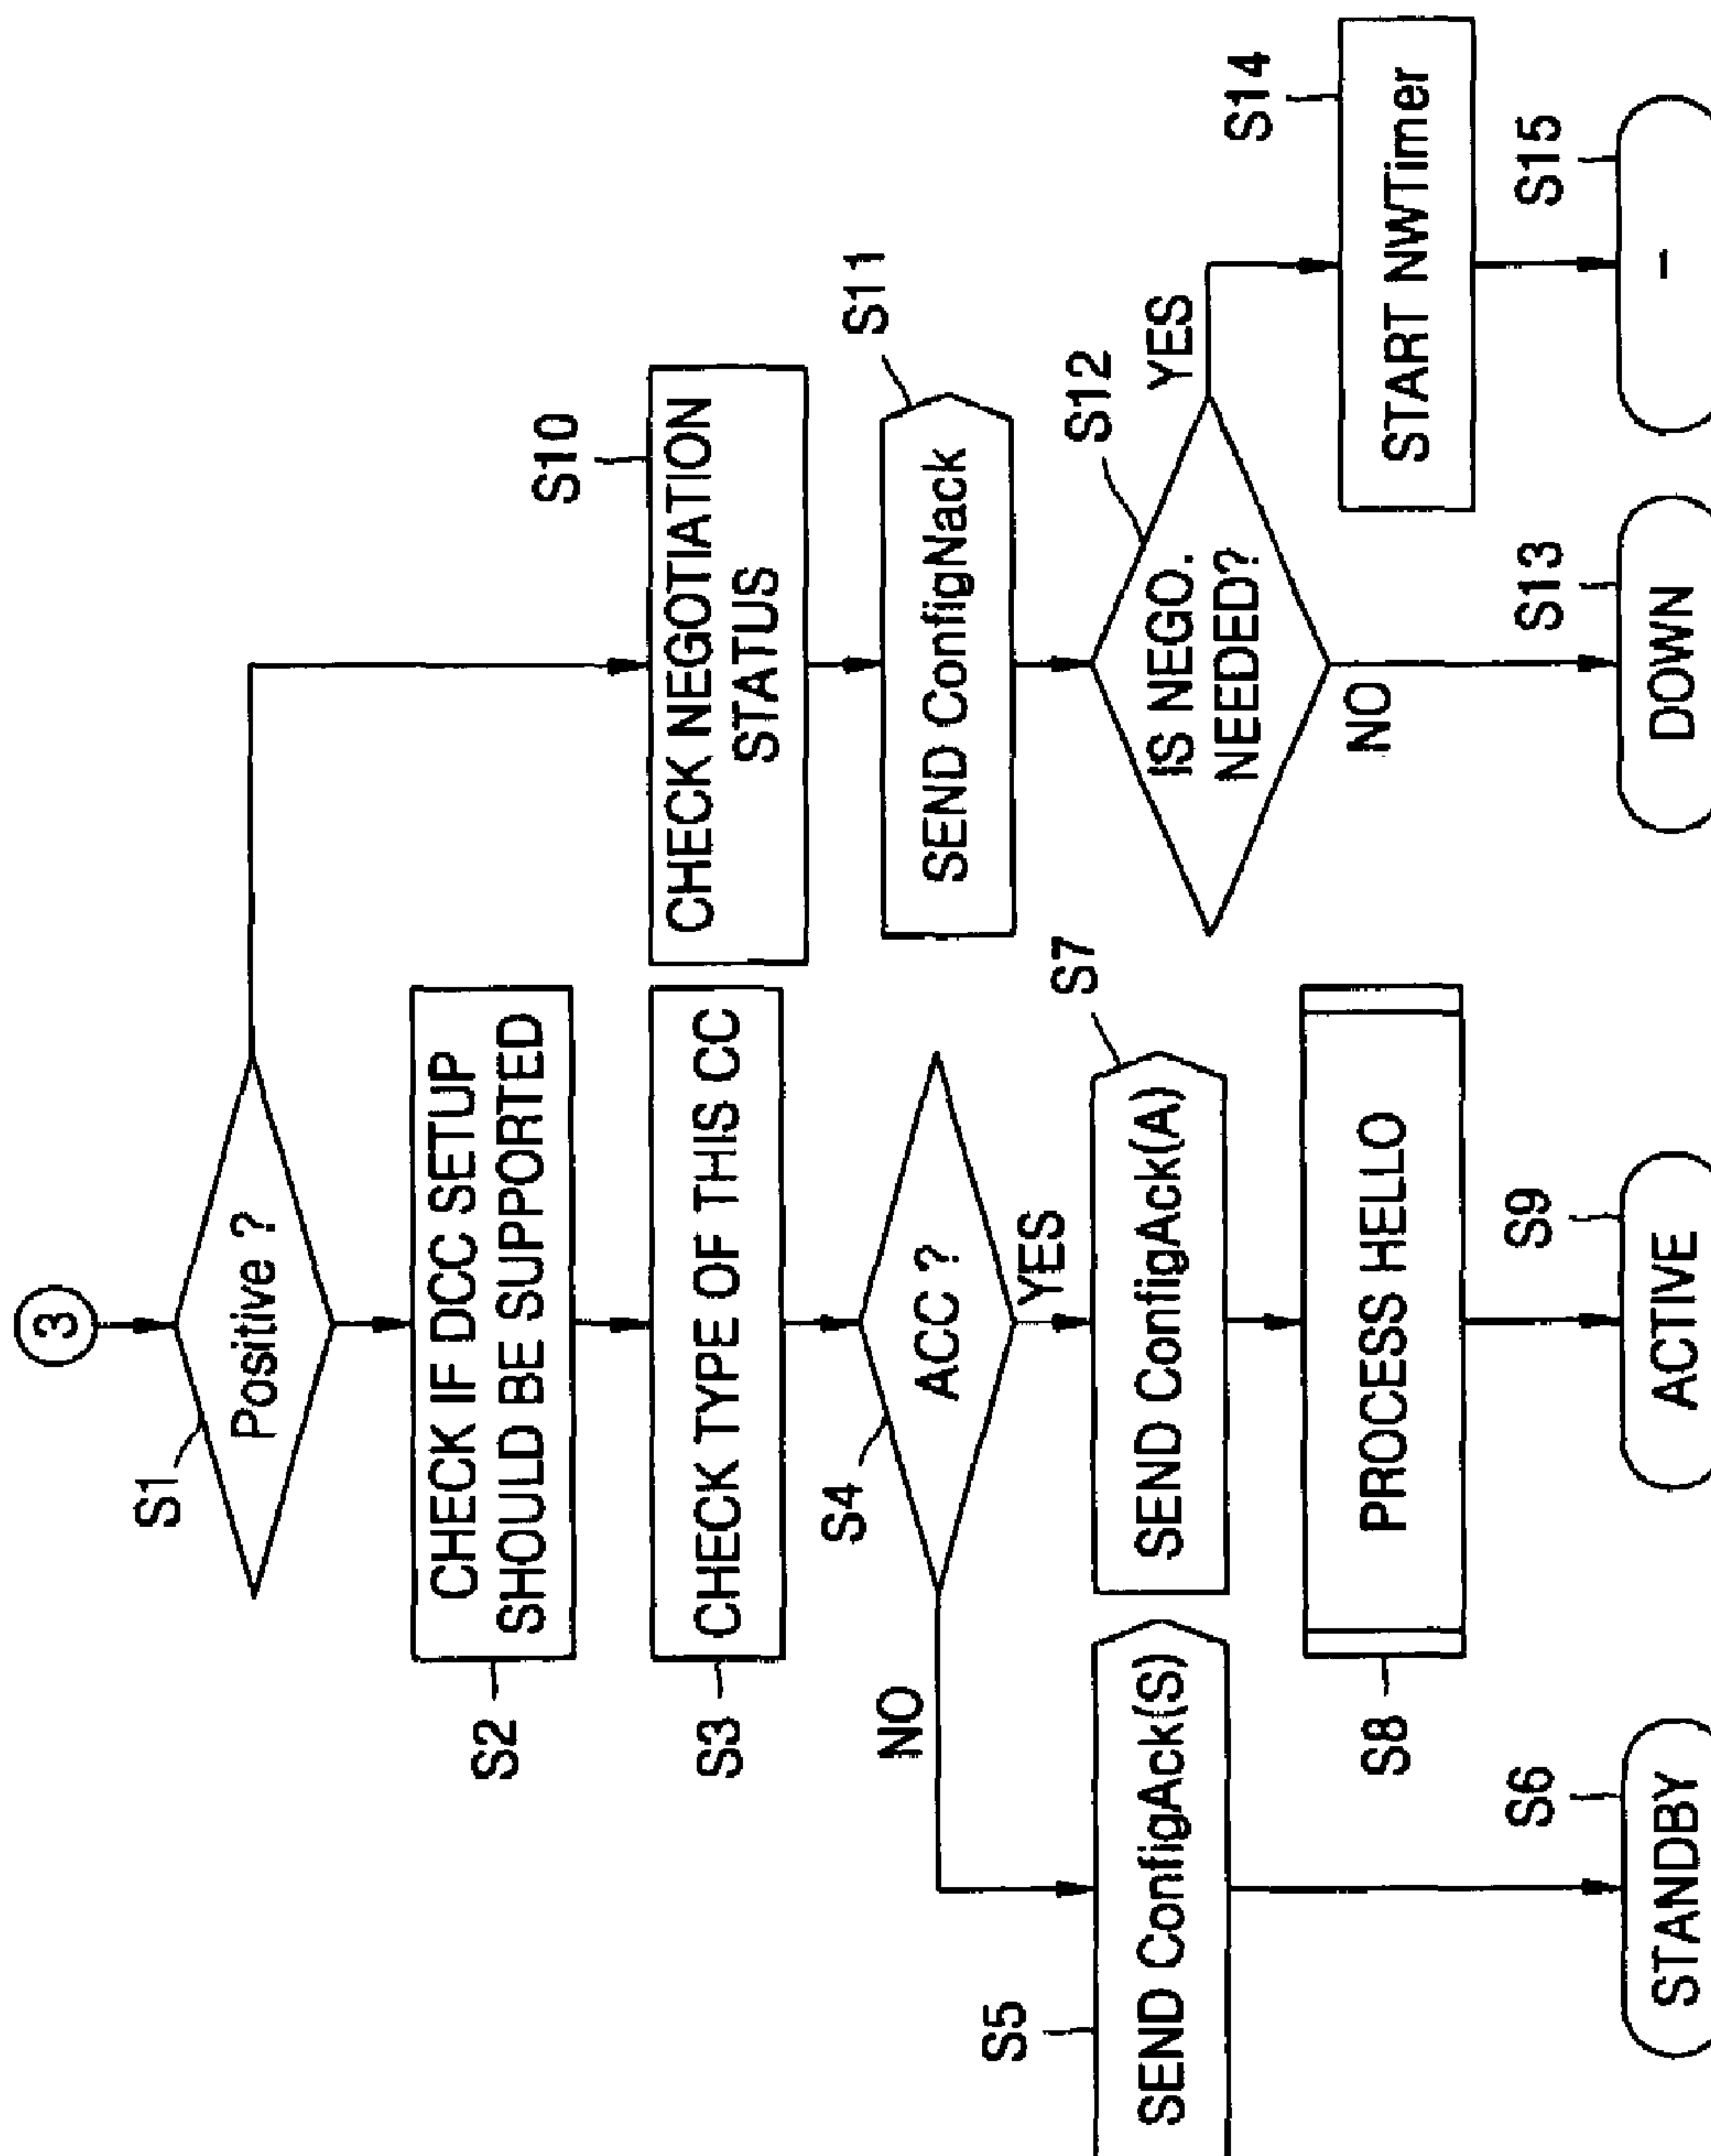 3
S1
Positive ?
S2
CHECK IF DCC SETUP
SHOULD BE SUPPORTED
S3
CHECK TYPE OF THIS CC
S4
ACC ?
NO
YES
S5
SEND ConfigAck(S)
S6
STANDBY
S7
SEND ConfigAck(A)
S8
PROCESS HELLO
S9
ACTIVE
S10
CHECK NEGOTIATION
STATUS
S11
SEND ConfigNack
S12
IS NEGO.
NEEDED?
YES
NO
S13
DOWN
S14
START NWTimer
S15
-